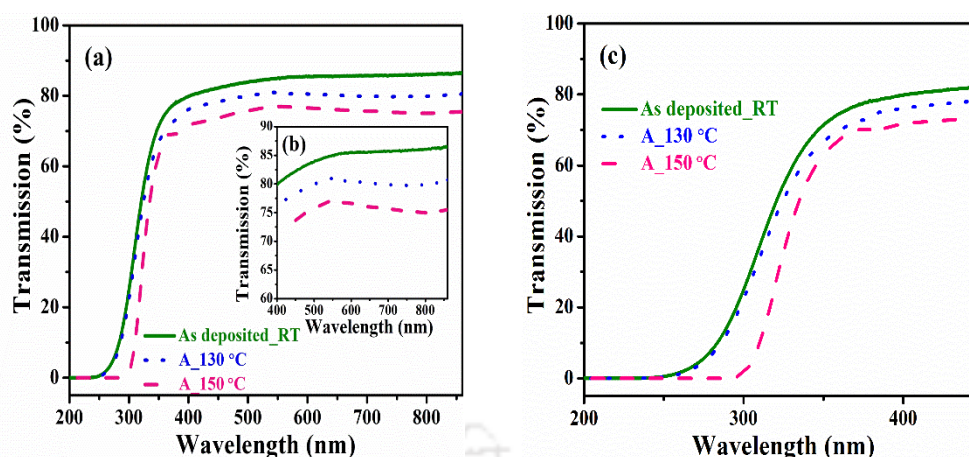 (a)
Transmission (%)
100
80
60
40
20
0
200 300 400 500 600 700 800
Wavelength (nm)
As deposited_RT
A_130 °C
A_150 °C
(b)
Transmission (%)
90
85
80
75
70
65
60
400 500 600 700 800
Wavelength (nm)
(c)
Transmission (%)
100
80
60
40
20
0
200 300 400
Wavelength (nm)
As deposited_RT
A_130 °C
A_150 °C